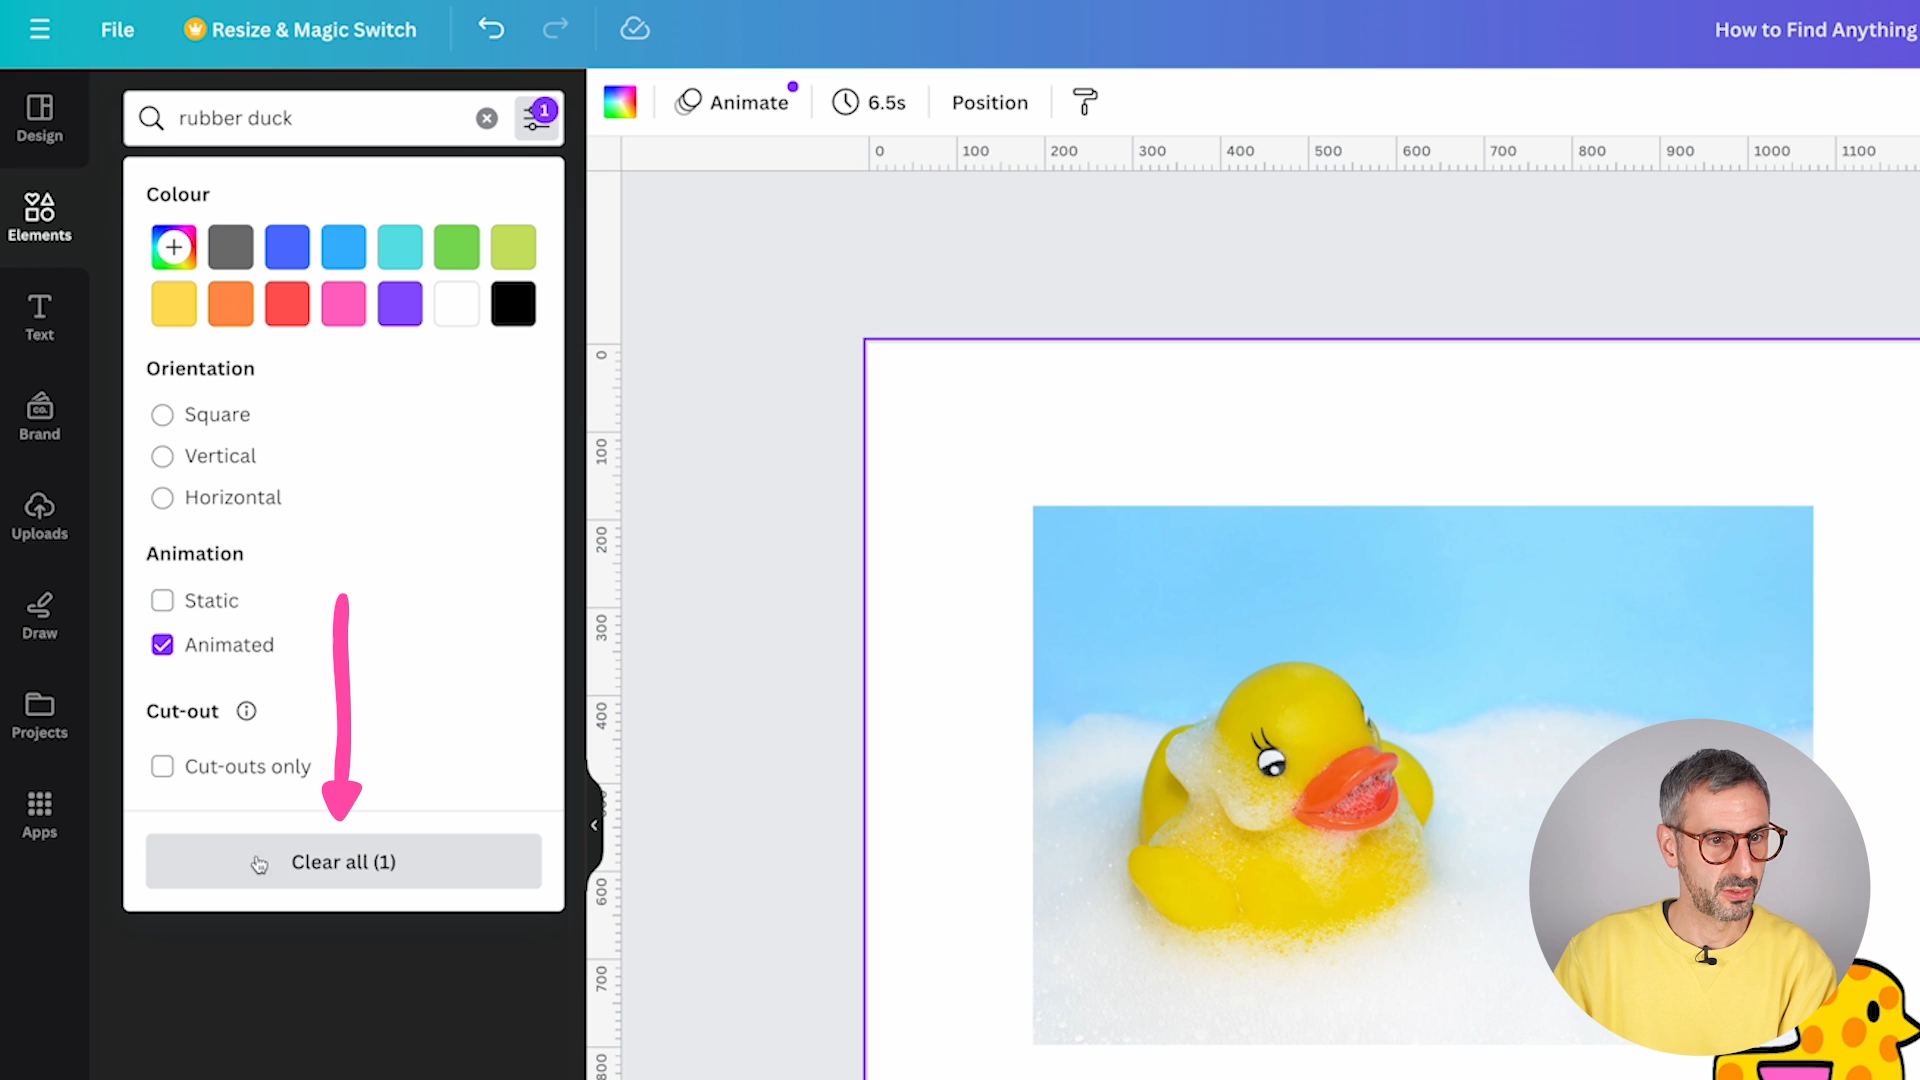 File
Resize & Magic Switch
How to Find Anything
Design
Elements
Text
Brand
CO.
Uploads
Draw
Projects
Apps
rubber duck
1
Colour
Orientation
Square
Vertical
Horizontal
Animation
Static
Animated
Cut-out
Cut-outs only
Clear all (1)
Animate
6.5s
Position
0 100 200 300 400 500 600 700 800 900 1000 1100
0
100
200
300
400
600
700
800